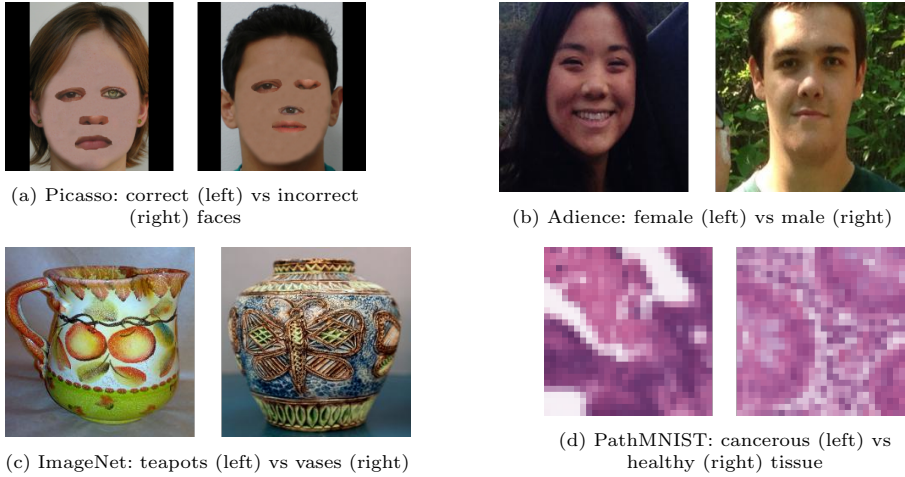 (a) Picasso: correct (left) vs incorrect
(right) faces
(b) Adience: female (left) vs male (right)
(c) ImageNet: teapots (left) vs vases (right)
(d) PathMNIST: cancerous (left) vs
healthy (right) tissue